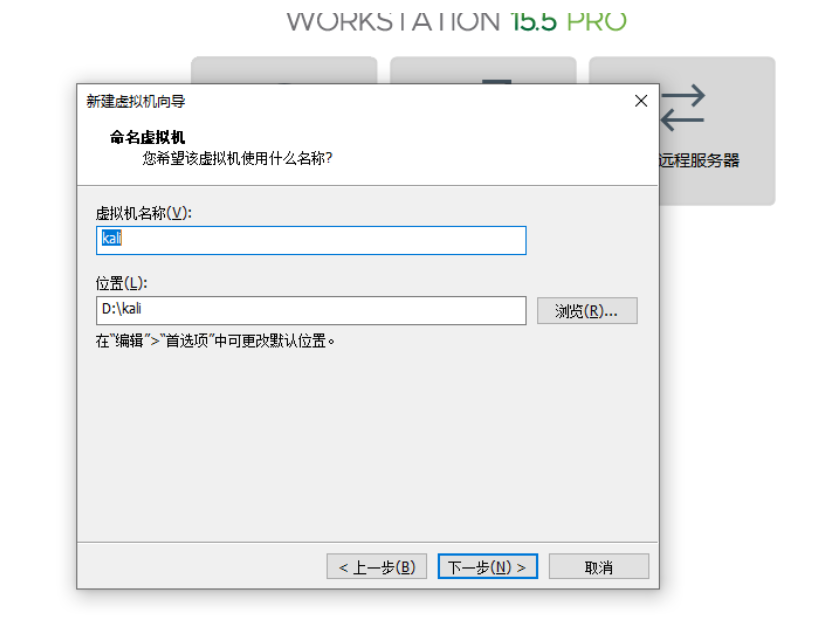 WORKSTATION 15.5 PRO
新建虚拟机向导
命名虚拟机
您希望该虚拟机使用什么名称?
远程服务器
虚拟机名称(V):
kali
位置(L):
D:\kali
浏览(R)...
在"编辑">"首选项"中可更改默认位置。
< 上一步(B)
下一步(N) >
取消